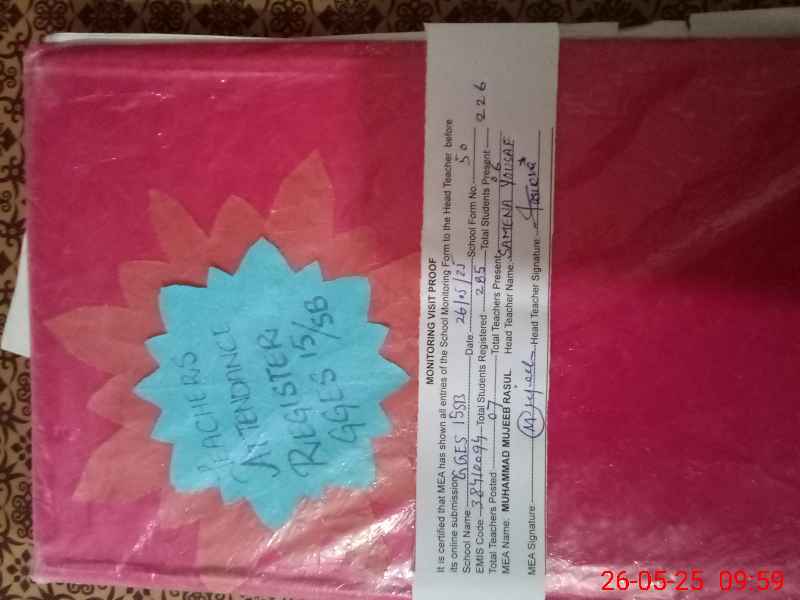 TEACHERS
ATTENDANCE
REGISTER
GGES 15/SB
MONITORING VISIT PROOF
It is certified that MEA has shown all entries of the School Monitoring Form to the Head Teacher before
its online submission.
School Name GGES 15SB Date 26/05/25 School Form No. 50
EMIS Code 38410094 Total Students Registered 285 Total Students Present 226
Total Teachers Posted 07 Total Teachers Present 06
MEA Name: MUHAMMAD MUJEEB RASUL Head Teacher Name: SAMENA YOUSAF
MEA Signature: Mujeeb Head Teacher Signature:
26-05-25 09:59